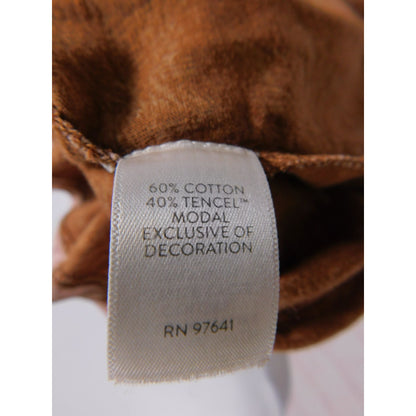 60% COTTON
40% TENCEL™
MODAL
EXCLUSIVE OF
DECORATION
RN 97641